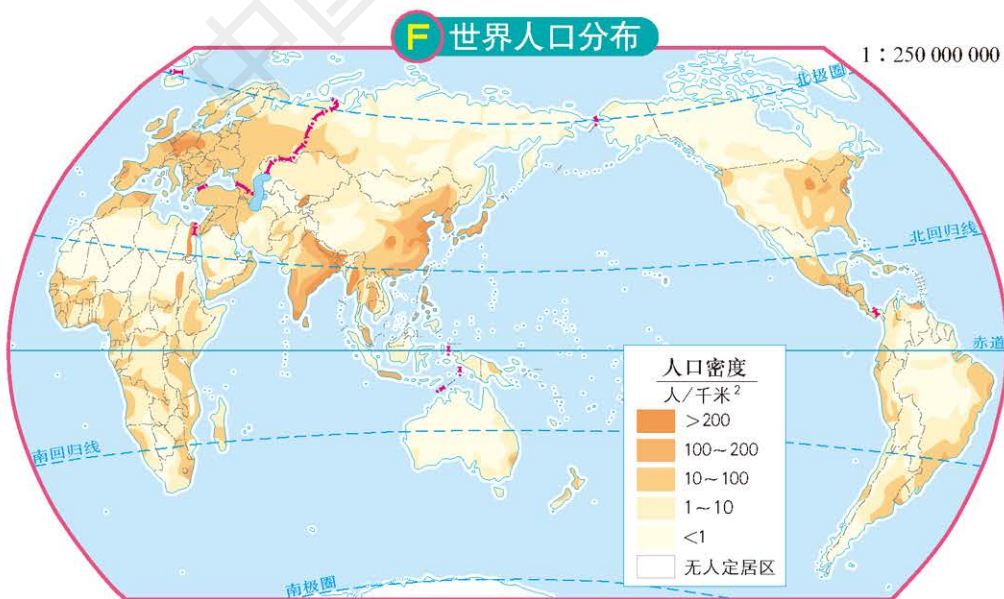 F 世界人口分布
1：250 000 000
北极圈
北回归线
赤道
南回归线
南极圈
人口密度
人/千米²
>200
100～200
10～100
1～10
<1
无人定居区
中国